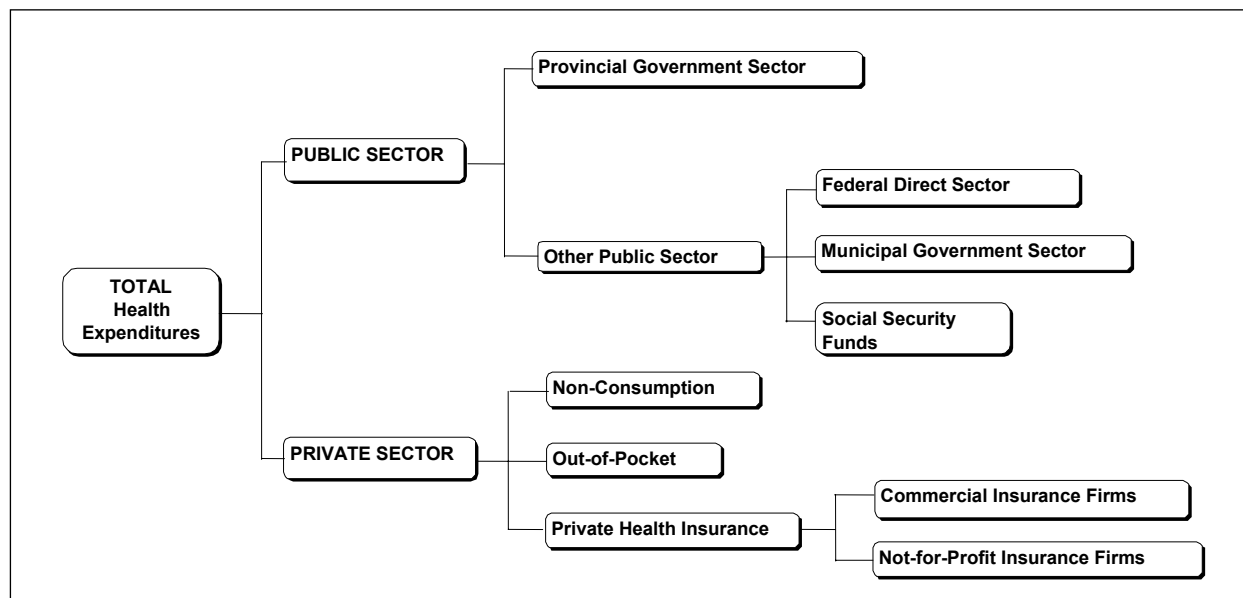 Provincial Government Sector
PUBLIC SECTOR
Federal Direct Sector
Other Public Sector
Municipal Government Sector
TOTAL
Health
Expenditures
Social Security
Funds
Non-Consumption
PRIVATE SECTOR
Out-of-Pocket
Commercial Insurance Firms
Private Health Insurance
Not-for-Profit Insurance Firms